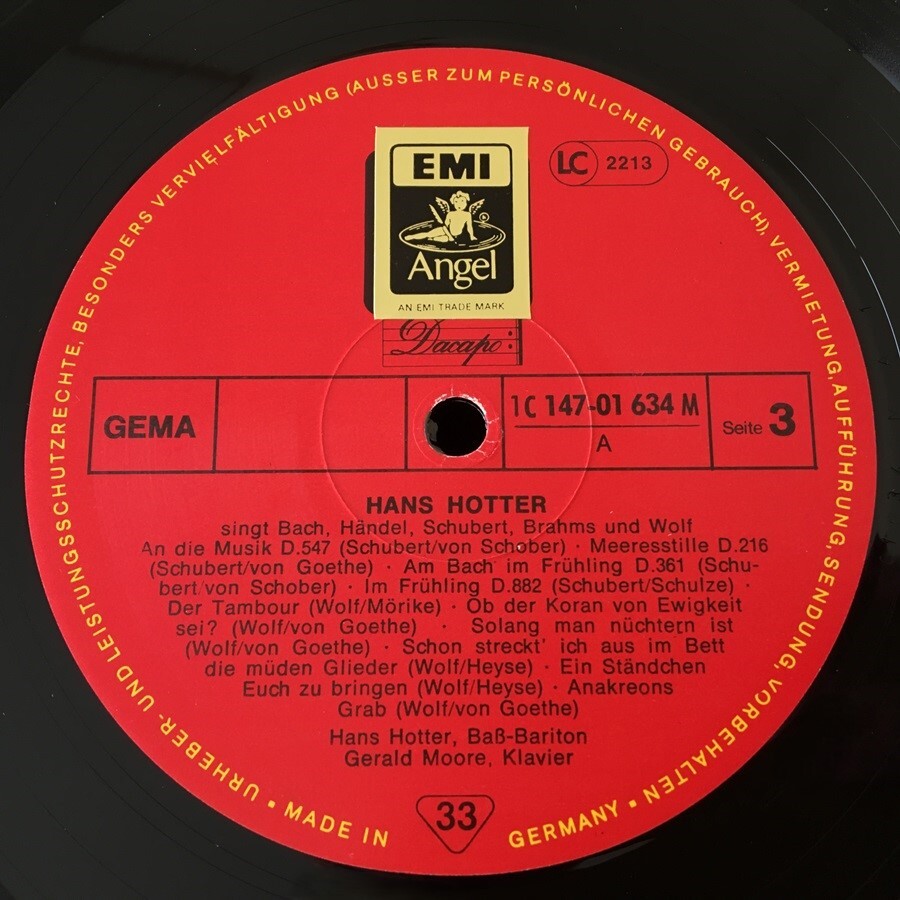 URHEBER- UND LEISTUNGSSCHUTZRECHTE, BESONDERS VERVIELFÄLTIGUNG (AUSSER ZUM PERSÖNLICHEN GEBRAUCH), VERMIETUNG, AUFFÜHRUNG, SENDUNG, VORBEHALTEN ▪
EMI
Angel
AN EMI TRADE MARK
LC 2213
Dacapo
GEMA
1C 147-01 634 M
A
Seite 3
HANS HOTTER
singt Bach, Händel, Schubert, Brahms und Wolf
An die Musik D.547 (Schubert/von Schober) · Meeresstille D.216
(Schubert/von Goethe) · Am Bach im Frühling D.361 (Schu-
bert/von Schober) · Im Frühling D.882 (Schubert/Schulze) ·
Der Tambour (Wolf/Mörike) · Ob der Koran von Ewigkeit
sei? (Wolf/von Goethe) · Solang man nüchtern ist
(Wolf/von Goethe) · Schon streckt' ich aus im Bett
die müden Glieder (Wolf/Heyse) · Ein Ständchen
Euch zu bringen (Wolf/Heyse) · Anakreons
Grab (Wolf/von Goethe)
Hans Hotter, Baß-Bariton
Gerald Moore, Klavier
▪ MADE IN GERMANY ▪
33